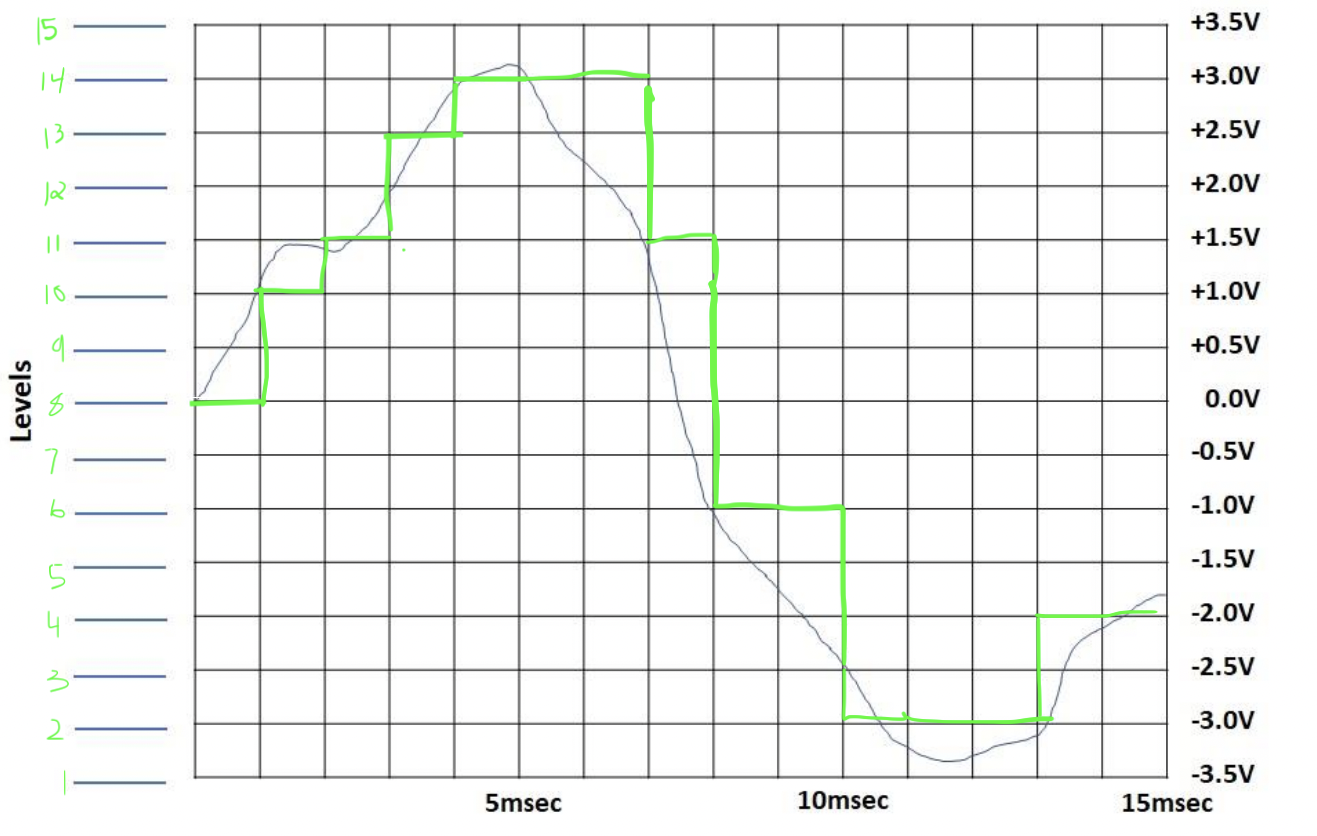 15 +3.5V
14 +3.0V
13 +2.5V
12 +2.0V
11 +1.5V
10 +1.0V
9 +0.5V
8 0.0V
7 -0.5V
6 -1.0V
5 -1.5V
4 -2.0V
3 -2.5V
2 -3.0V
1 -3.5V
Levels
5msec 10msec 15msec